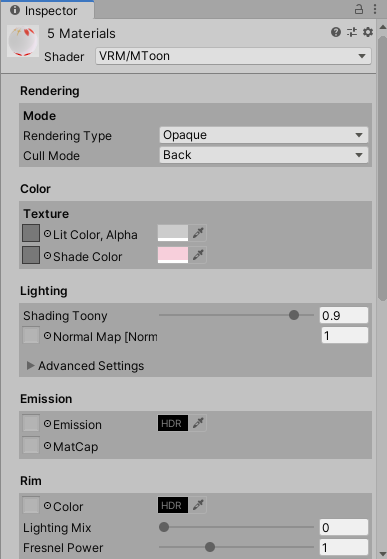 Inspector
5 Materials
Shader VRM/MToon
Rendering
Mode
Rendering Type Opaque
Cull Mode Back
Color
Texture
Lit Color, Alpha
Shade Color
Lighting
Shading Toony 0.9
Normal Map [Norm 1
Advanced Settings
Emission
Emission HDR
MatCap
Rim
Color HDR
Lighting Mix 0
Fresnel Power 1